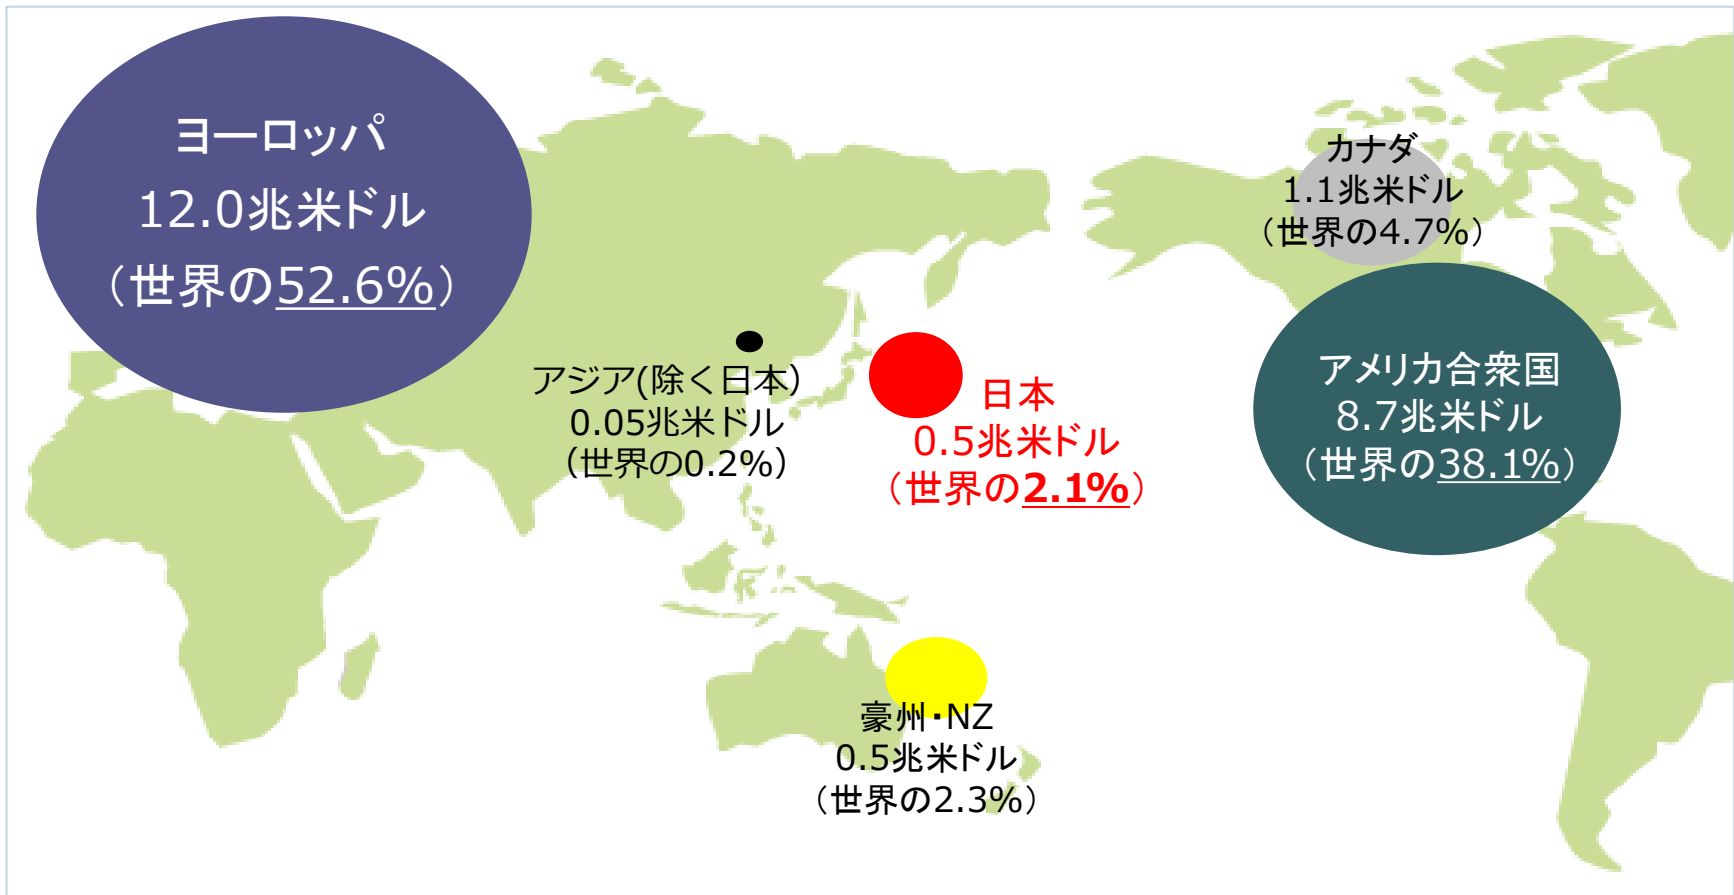 ヨーロッパ
12.0兆米ドル
（世界の52.6%）
カナダ
1.1兆米ドル
（世界の4.7%）
アメリカ合衆国
8.7兆米ドル
（世界の38.1%）
アジア(除く日本）
0.05兆米ドル
（世界の0.2%）
日本
0.5兆米ドル
（世界の2.1%）
豪州・NZ
0.5兆米ドル
（世界の2.3%）